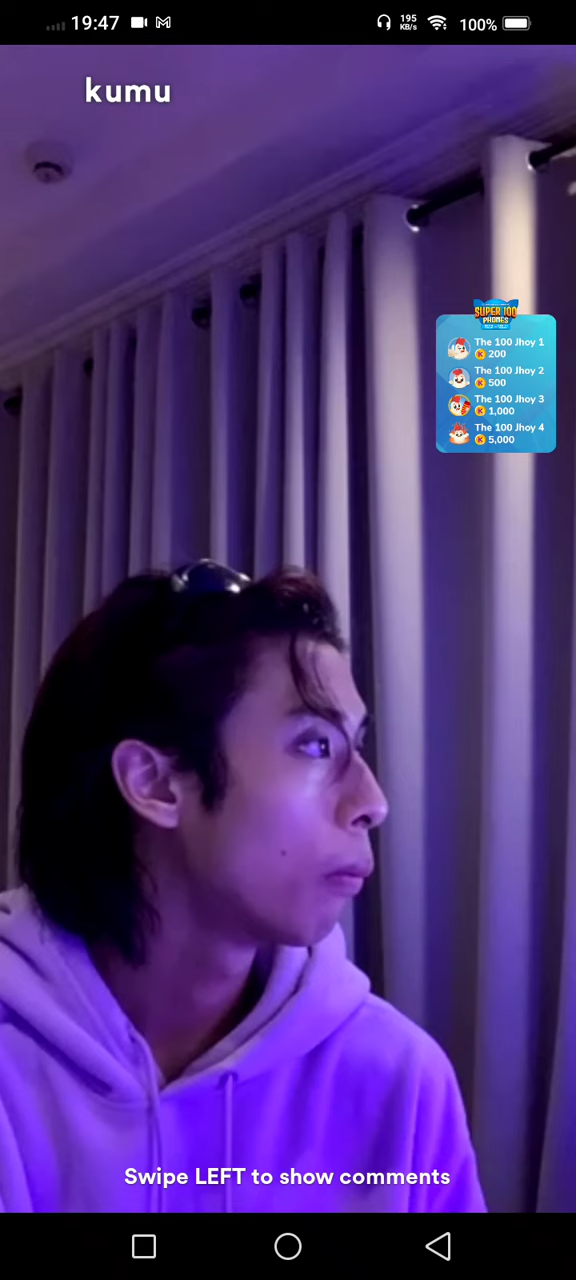 19:47
195
KB/s
100%
kumu
SUPER 100
PHOMES
The 100 Jhoy 1
K 200
The 100 Jhoy 2
K 500
The 100 Jhoy 3
K 1,000
The 100 Jhoy 4
K 5,000
Swipe LEFT to show comments